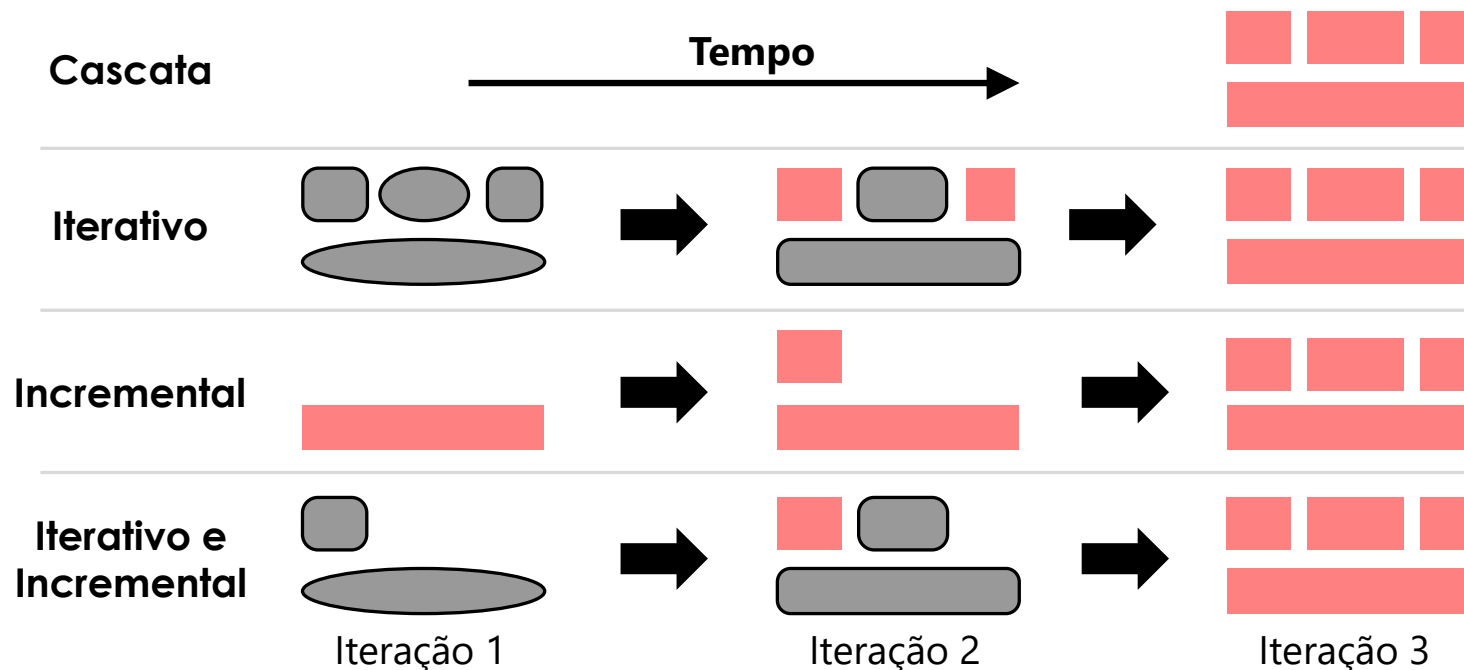 Cascata
Tempo
Iterativo
Incremental
Iterativo e
Incremental
Iteração 1
Iteração 2
Iteração 3